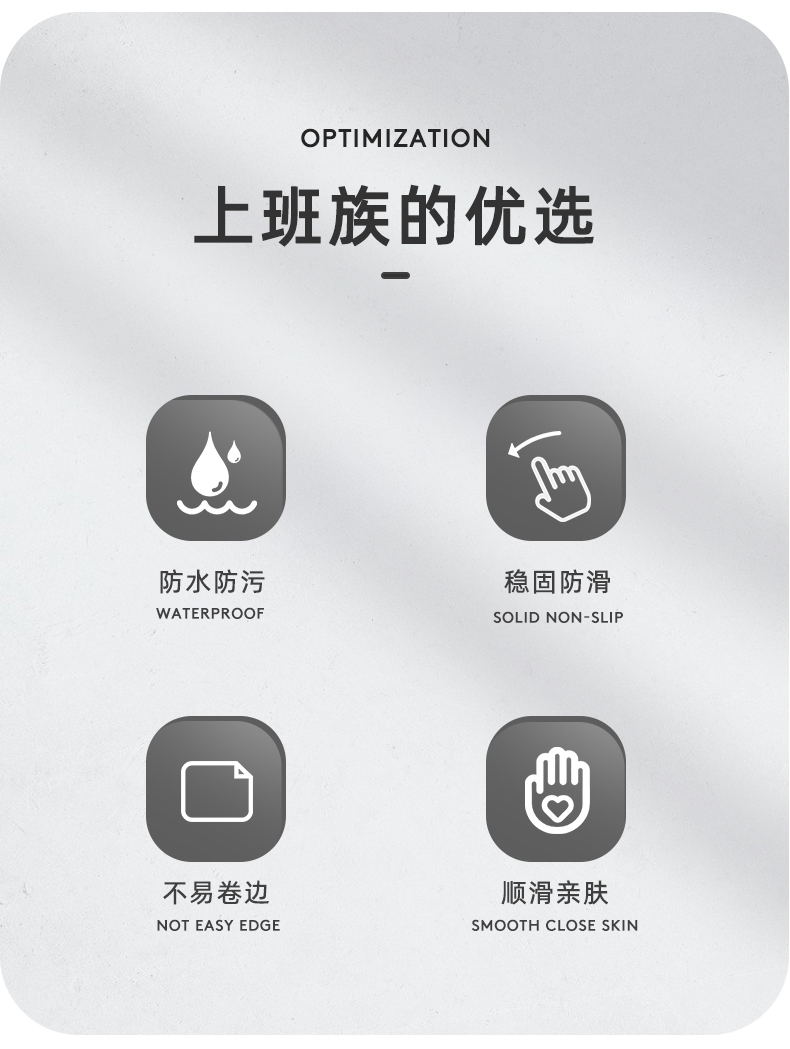 OPTIMIZATION
上班族的优选
防水防污
WATERPROOF
稳固防滑
SOLID NON-SLIP
不易卷边
NOT EASY EDGE
顺滑亲肤
SMOOTH CLOSE SKIN